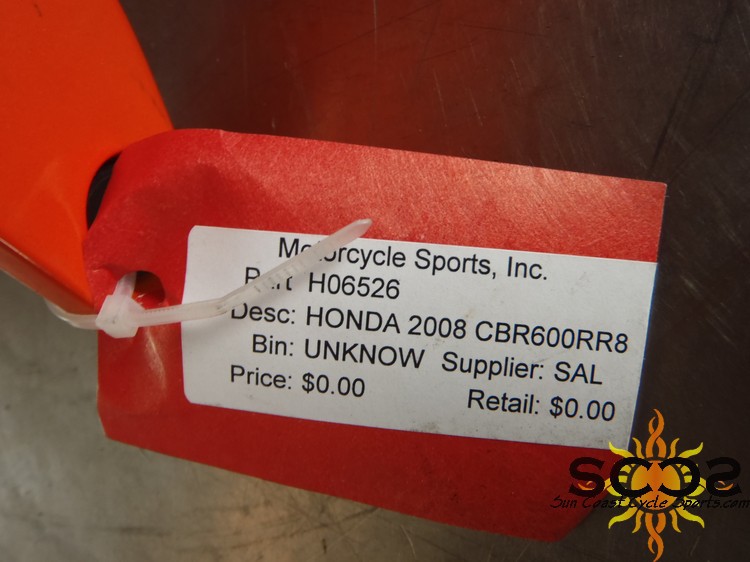 Motorcycle Sports, Inc.
Part H06526
Desc: HONDA 2008 CBR600RR8
Bin: UNKNOW Supplier: SAL
Price: $0.00 Retail: $0.00
SCCS
Sun Coast Cycle Sports.com